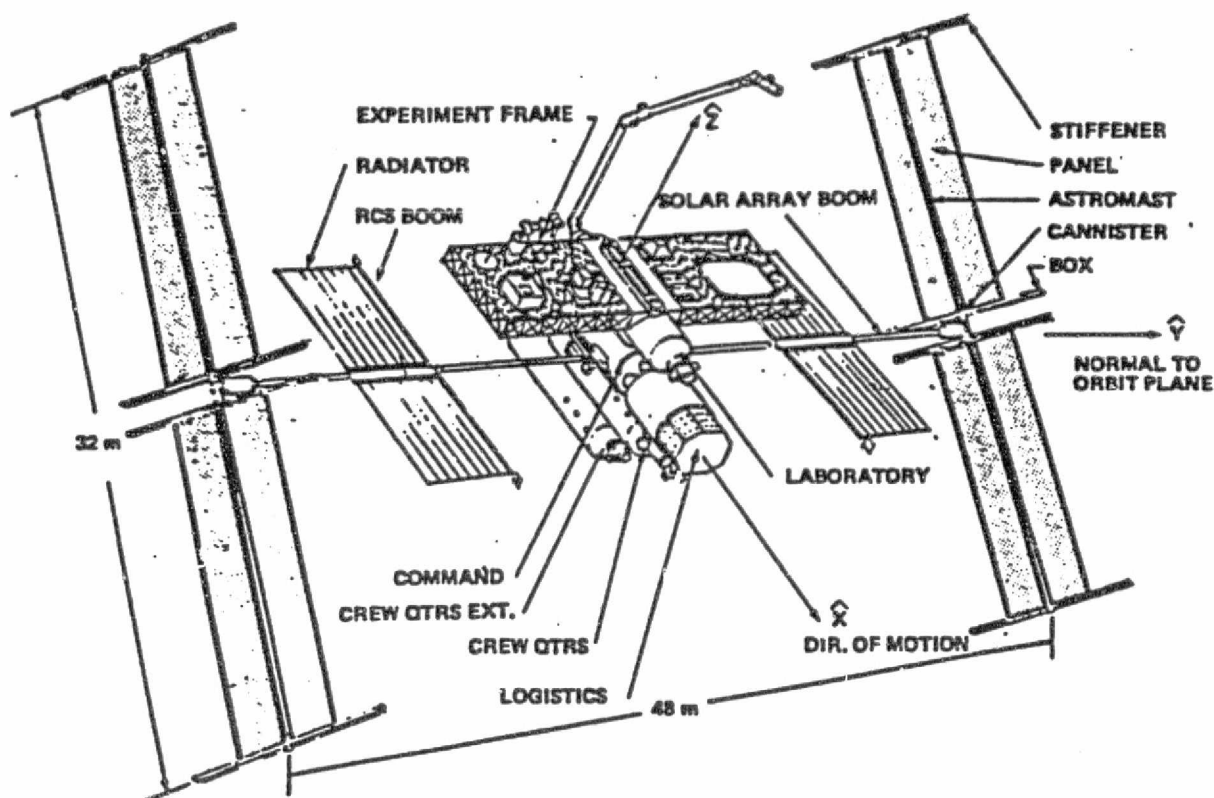 EXPERIMENT FRAME
RADIATOR
RCS BOOM
Ẑ
SOLAR ARRAY BOOM
STIFFENER
PANEL
ASTROMAST
CANNISTER
BOX
Ŷ
NORMAL TO
ORBIT PLANE
32 m
LABORATORY
COMMAND
CREW QTRS EXT.
CREW QTRS
LOGISTICS
X̂
DIR. OF MOTION
48 m